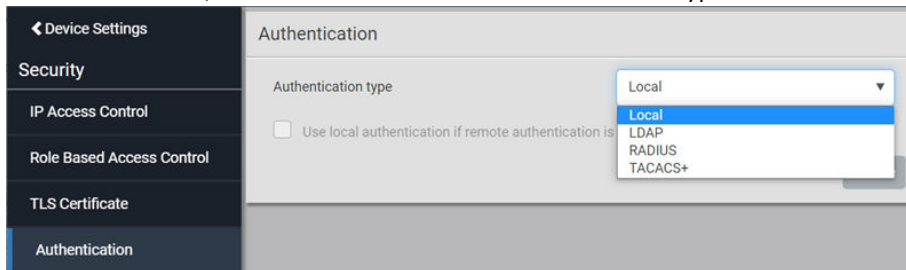 Device Settings
Security
IP Access Control
Role Based Access Control
TLS Certificate
Authentication
Authentication
Authentication type
Local
Local
LDAP
RADIUS
TACACS+
Use local authentication if remote authentication is